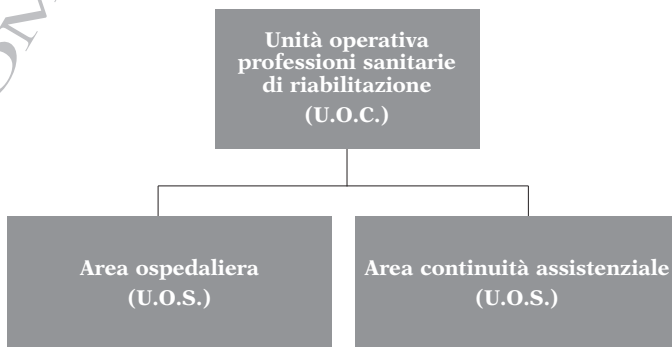 Unità operativa
professioni sanitarie
di riabilitazione
(U.O.C.)
Area ospedaliera
(U.O.S.)
Area continuità assistenziale
(U.O.S.)